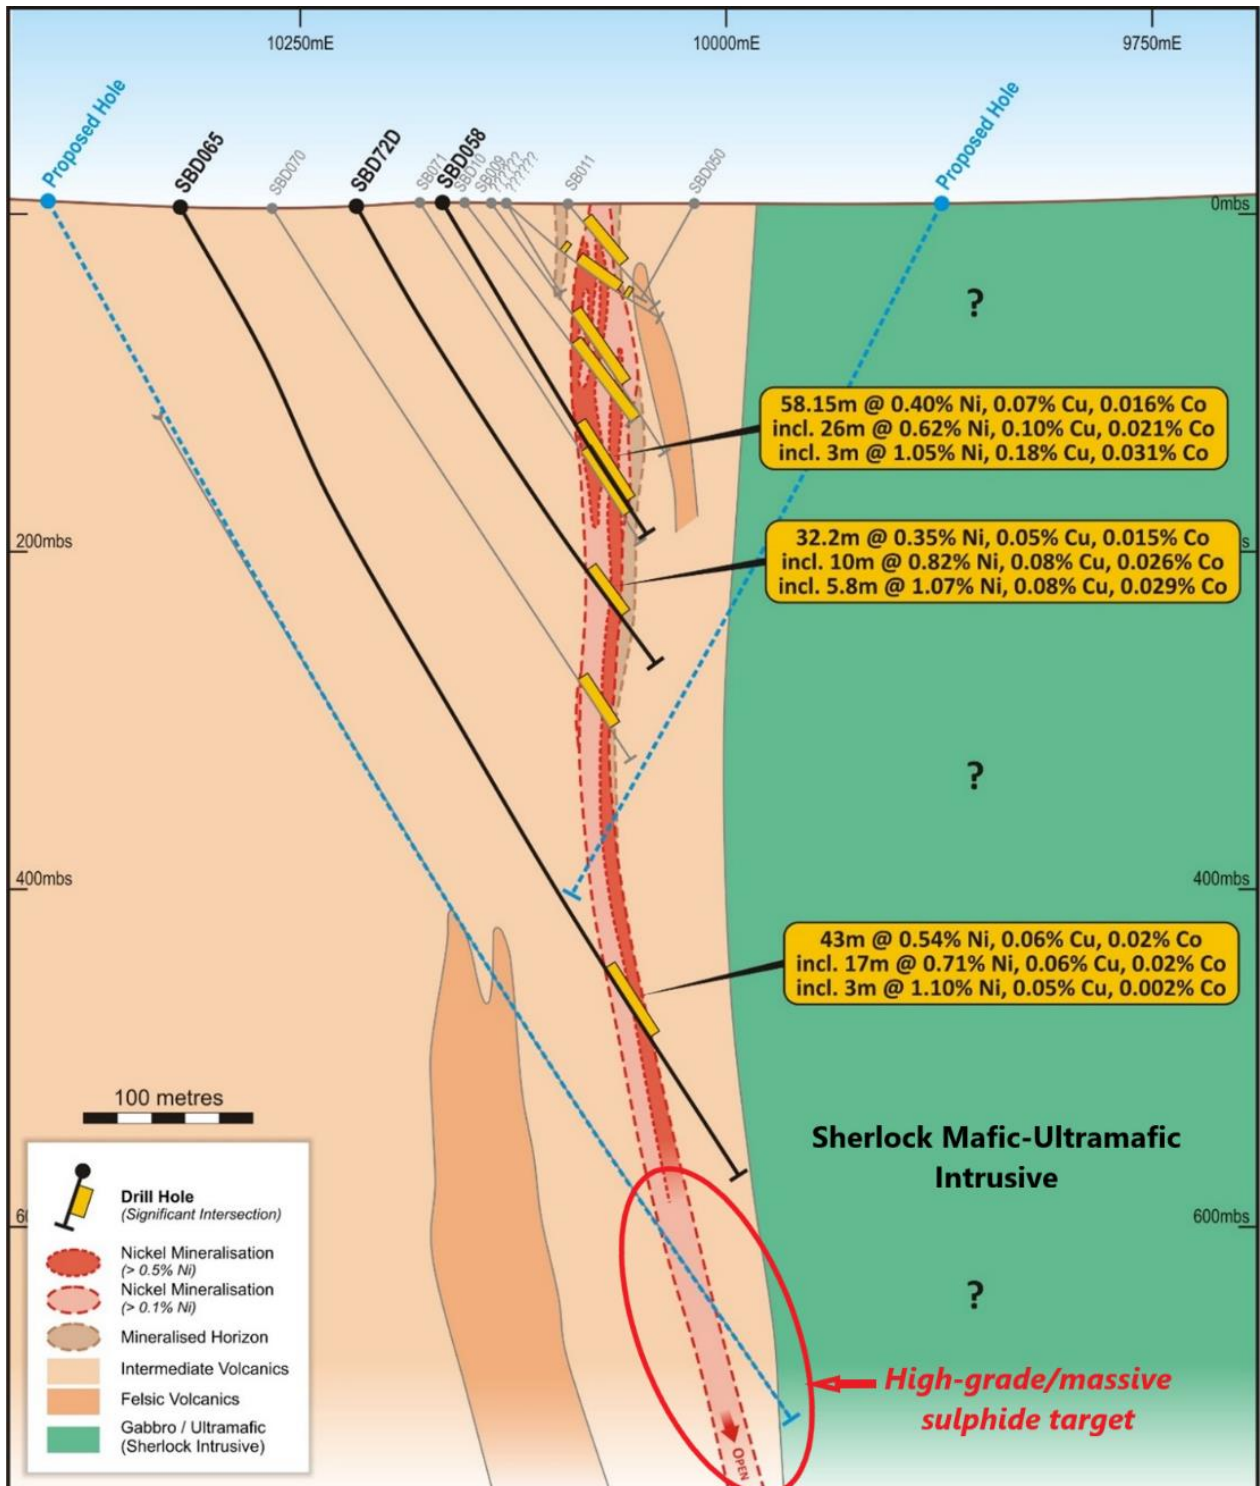 10250mE
10000mE
9750mE
Proposed Hole
SBD065
SBD070
SBD72D
SB071
SBD058
SBD10
SB009
??????
??????
SB011
SBD050
Proposed Hole
0mbs
?
58.15m @ 0.40% Ni, 0.07% Cu, 0.016% Co
incl. 26m @ 0.62% Ni, 0.10% Cu, 0.021% Co
incl. 3m @ 1.05% Ni, 0.18% Cu, 0.031% Co
200mbs
s
32.2m @ 0.35% Ni, 0.05% Cu, 0.015% Co
incl. 10m @ 0.82% Ni, 0.08% Cu, 0.026% Co
incl. 5.8m @ 1.07% Ni, 0.08% Cu, 0.029% Co
?
400mbs
400mbs
43m @ 0.54% Ni, 0.06% Cu, 0.02% Co
incl. 17m @ 0.71% Ni, 0.06% Cu, 0.02% Co
incl. 3m @ 1.10% Ni, 0.05% Cu, 0.002% Co
100 metres
Sherlock Mafic-Ultramafic
Intrusive
600mbs
?
High-grade/massive
sulphide target
OPEN
Drill Hole
(Significant Intersection)
Nickel Mineralisation
(> 0.5% Ni)
Nickel Mineralisation
(> 0.1% Ni)
Mineralised Horizon
Intermediate Volcanics
Felsic Volcanics
Gabbro / Ultramafic
(Sherlock Intrusive)